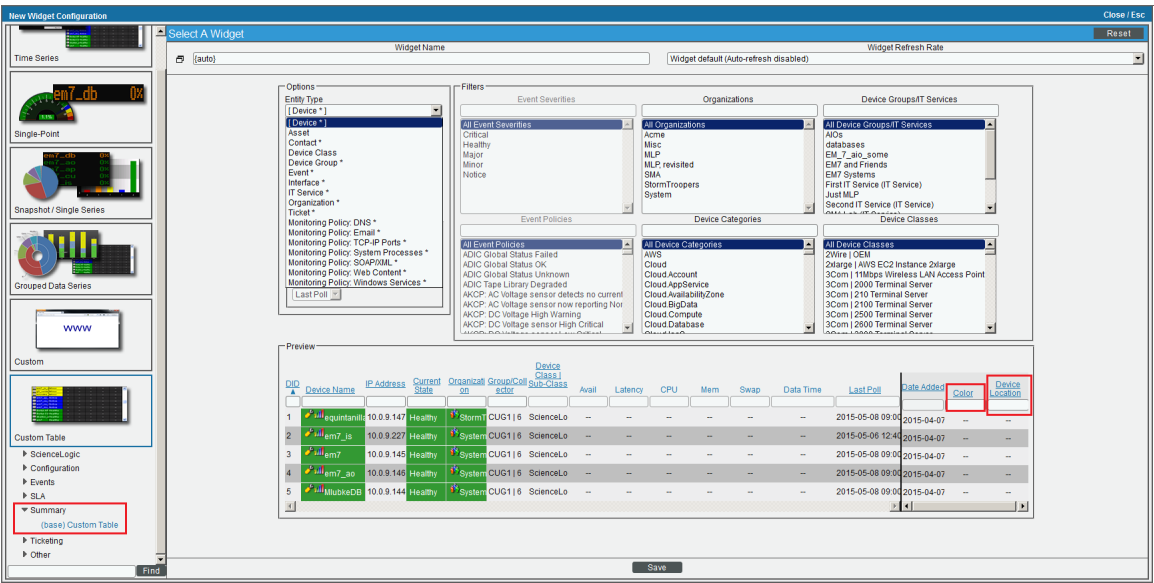 New Widget Configuration
Close / Esc
Select A Widget
Reset
Widget Name
Widget Refresh Rate
{auto}
Widget default (Auto-refresh disabled)
Time Series
em7_db 0%
Single-Point
em7_db 0%
Snapshot / Single Series
Grouped Data Series
www
Custom
Custom Table
ScienceLogic
Configuration
Events
SLA
Summary
(base) Custom Table
Ticketing
Other
Find
Options
Entity Type
[ Device * ]
[ Device * ]
Asset
Contact *
Device Class
Device Group *
Event *
Interface *
IT Service *
Organization *
Ticket *
Monitoring Policy: DNS *
Monitoring Policy: Email *
Monitoring Policy: TCP-IP Ports *
Monitoring Policy: System Processes *
Monitoring Policy: SOAP/XML *
Monitoring Policy: Web Content *
Monitoring Policy: Windows Services *
Last Poll
Filters
Event Severities
All Event Severities
Critical
Healthy
Major
Minor
Notice
Organizations
All Organizations
Acme
Misc
MLP
MLP, revisited
SMA
StormTroopers
System
Device Groups/IT Services
All Device Groups/IT Services
AIOs
databases
EM_7_aio_some
EM7 and Friends
EM7 Systems
First IT Service (IT Service)
Just MLP
Second IT Service (IT Service)
Event Policies
All Event Policies
ADIC Global Status Failed
ADIC Global Status OK
ADIC Global Status Unknown
ADIC Tape Library Degraded
AKCP: AC Voltage sensor detects no current
AKCP: AC Voltage sensor now reporting Nor
AKCP: DC Voltage High Warning
AKCP: DC Voltage sensor High Critical
Device Categories
All Device Categories
AWS
Cloud
Cloud.Account
Cloud.AppService
Cloud.AvailabilityZone
Cloud.BigData
Cloud.Compute
Cloud.Database
Device Classes
All Device Classes
2Wire | OEM
2xlarge | AWS EC2 Instance 2xlarge
3Com | 11Mbps Wireless LAN Access Point
3Com | 2000 Terminal Server
3Com | 210 Terminal Server
3Com | 2100 Terminal Server
3Com | 2500 Terminal Server
3Com | 2600 Terminal Server
Preview
DID Device Name IP Address Current State Organizati on Group/Coll ector Device Class | Sub-Class Avail Latency CPU Mem Swap Data Time Last Poll Date Added Color Device Location
1 equintanilla 10.0.9.147 Healthy StormT CUG1 | 6 ScienceLo -- -- -- -- -- -- 2015-05-08 09:00 2015-04-07 -- --
2 em7_is 10.0.9.227 Healthy System CUG1 | 6 ScienceLo -- -- -- -- -- -- 2015-05-06 12:40 2015-04-07 -- --
3 em7 10.0.9.145 Healthy System CUG1 | 6 ScienceLo -- -- -- -- -- -- 2015-05-08 09:00 2015-04-07 -- --
4 em7_ao 10.0.9.146 Healthy System CUG1 | 6 ScienceLo -- -- -- -- -- -- 2015-05-08 09:00 2015-04-07 -- --
5 MlubkeDB 10.0.9.144 Healthy System CUG1 | 6 ScienceLo -- -- -- -- -- -- 2015-05-08 09:00 2015-04-07 -- --
Save